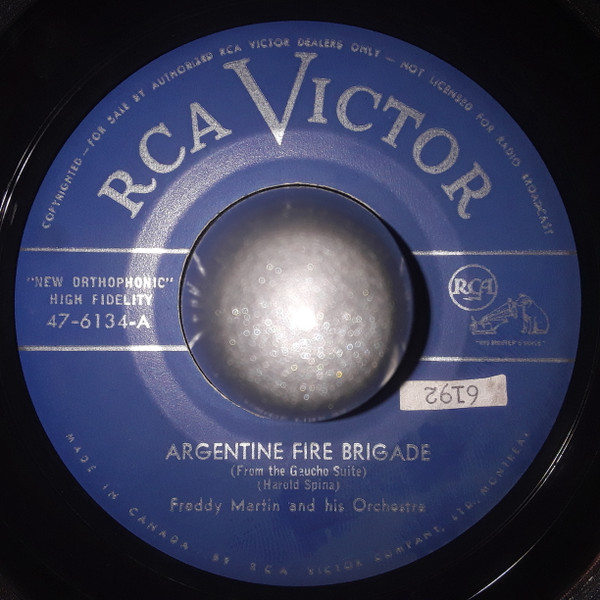 COPYRIGHTED — FOR SALE BY AUTHORIZED RCA VICTOR DEALERS ONLY — NOT LICENSED FOR RADIO BROADCAST
RCA VICTOR
"NEW ORTHOPHONIC"
HIGH FIDELITY
47-6134-A
RCA
"HIS MASTER'S VOICE"
6192
ARGENTINE FIRE BRIGADE
(From the Gaucho Suite)
(Harold Spina)
Freddy Martin and his Orchestra
MADE IN CANADA BY RCA VICTOR COMPANY, LTD., MONTREAL